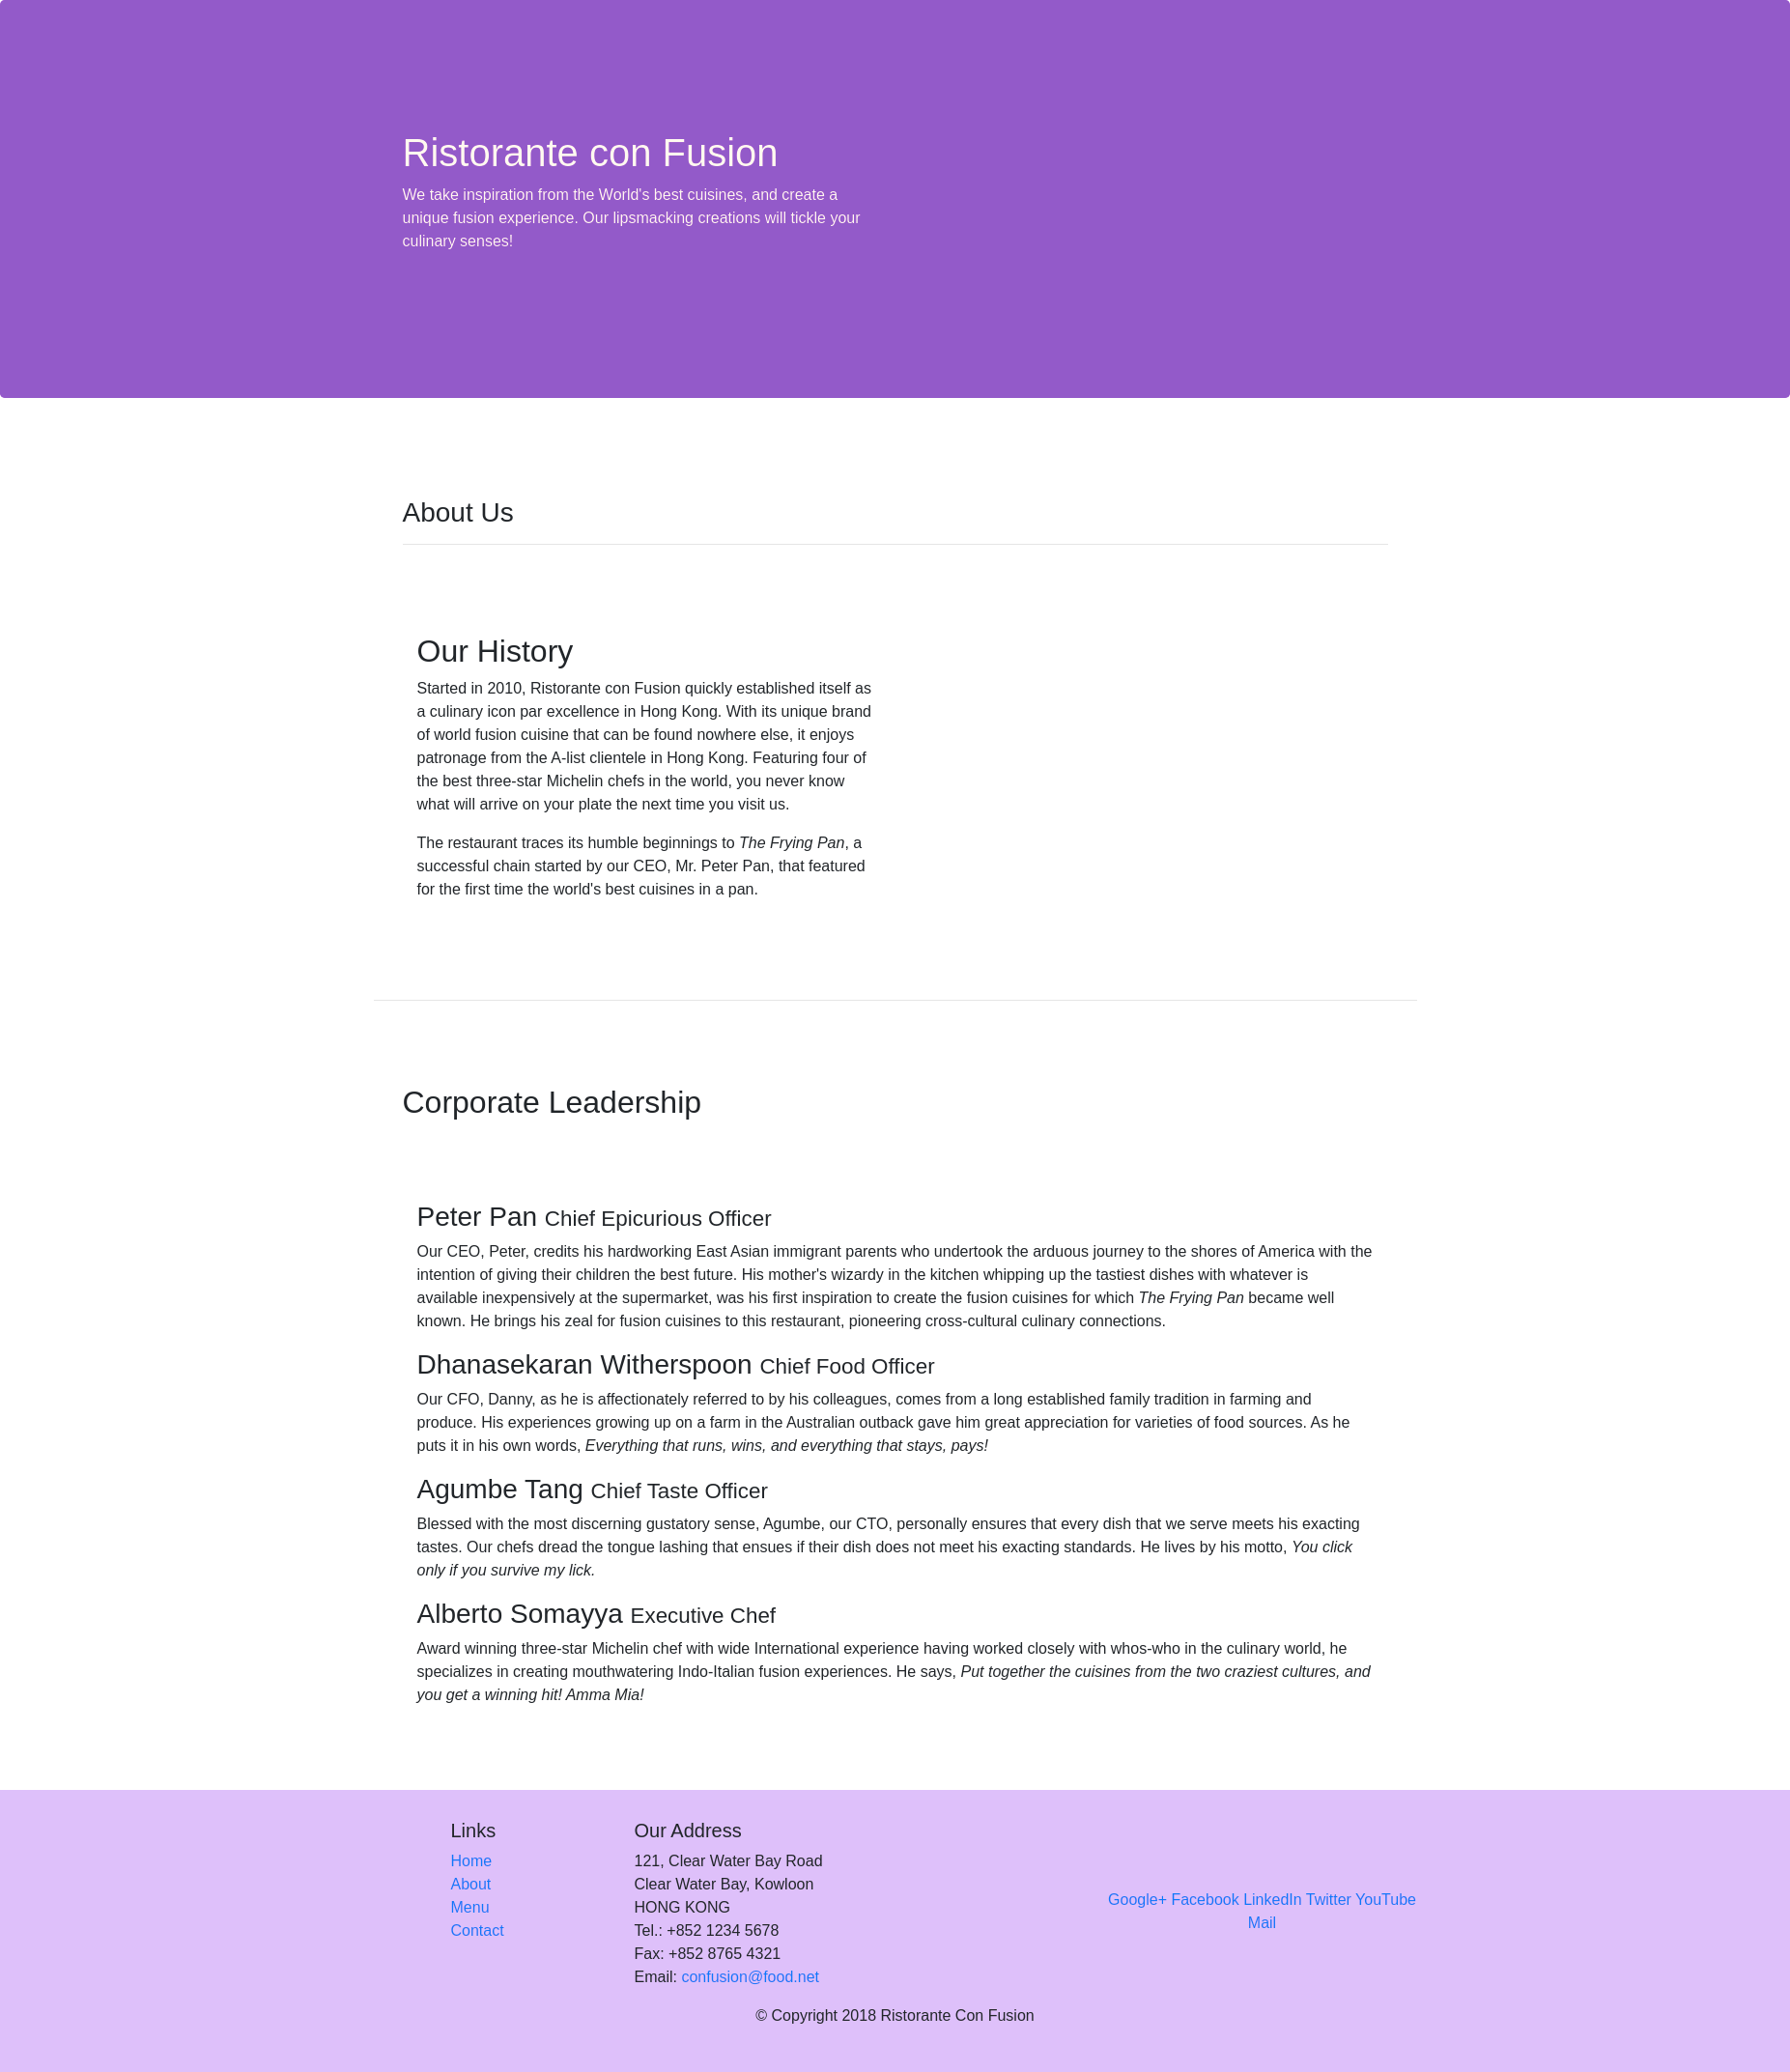 Ristorante con Fusion
We take inspiration from the World's best cuisines, and create a
unique fusion experience. Our lipsmacking creations will tickle your
culinary senses!
About Us
Our History
Started in 2010, Ristorante con Fusion quickly established itself as
a culinary icon par excellence in Hong Kong. With its unique brand
of world fusion cuisine that can be found nowhere else, it enjoys
patronage from the A-list clientele in Hong Kong. Featuring four of
the best three-star Michelin chefs in the world, you never know
what will arrive on your plate the next time you visit us.
The restaurant traces its humble beginnings to The Frying Pan, a
successful chain started by our CEO, Mr. Peter Pan, that featured
for the first time the world's best cuisines in a pan.
Corporate Leadership
Peter Pan Chief Epicurious Officer
Our CEO, Peter, credits his hardworking East Asian immigrant parents who undertook the arduous journey to the shores of America with the
intention of giving their children the best future. His mother's wizardy in the kitchen whipping up the tastiest dishes with whatever is
available inexpensively at the supermarket, was his first inspiration to create the fusion cuisines for which The Frying Pan became well
known. He brings his zeal for fusion cuisines to this restaurant, pioneering cross-cultural culinary connections.
Dhanasekaran Witherspoon Chief Food Officer
Our CFO, Danny, as he is affectionately referred to by his colleagues, comes from a long established family tradition in farming and
produce. His experiences growing up on a farm in the Australian outback gave him great appreciation for varieties of food sources. As he
puts it in his own words, Everything that runs, wins, and everything that stays, pays!
Agumbe Tang Chief Taste Officer
Blessed with the most discerning gustatory sense, Agumbe, our CTO, personally ensures that every dish that we serve meets his exacting
tastes. Our chefs dread the tongue lashing that ensues if their dish does not meet his exacting standards. He lives by his motto, You click
only if you survive my lick.
Alberto Somayya Executive Chef
Award winning three-star Michelin chef with wide International experience having worked closely with whos-who in the culinary world, he
specializes in creating mouthwatering Indo-Italian fusion experiences. He says, Put together the cuisines from the two craziest cultures, and
you get a winning hit! Amma Mia!
Links
Home
About
Menu
Contact
Our Address
121, Clear Water Bay Road
Clear Water Bay, Kowloon
HONG KONG
Tel.: +852 1234 5678
Fax: +852 8765 4321
Email: confusion@food.net
Google+ Facebook LinkedIn Twitter YouTube
Mail
© Copyright 2018 Ristorante Con Fusion